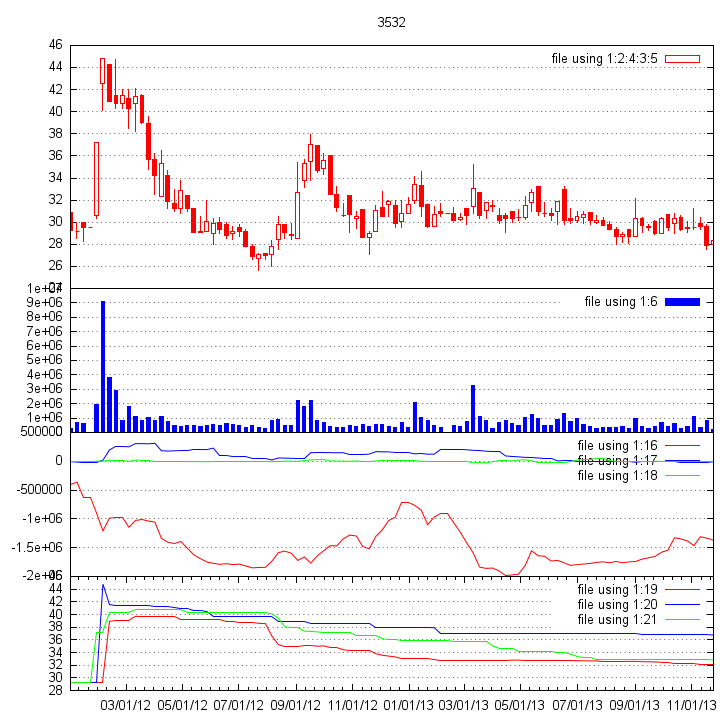 3532
46
file using 1:2:4:3:5
44
42
40
38
36
34
32
30
28
26
1e+07
file using 1:6
9e+06
8e+06
7e+06
6e+06
5e+06
4e+06
3e+06
2e+06
1e+06
500000
file using 1:16
0
file using 1:17
file using 1:18
-500000
-1e+06
-1.5e+06
-2e+06
44
file using 1:19
42
file using 1:20
40
file using 1:21
38
36
34
32
30
28
03/01/12 05/01/12 07/01/12 09/01/12 11/01/12 01/01/13 03/01/13 05/01/13 07/01/13 09/01/13 11/01/13